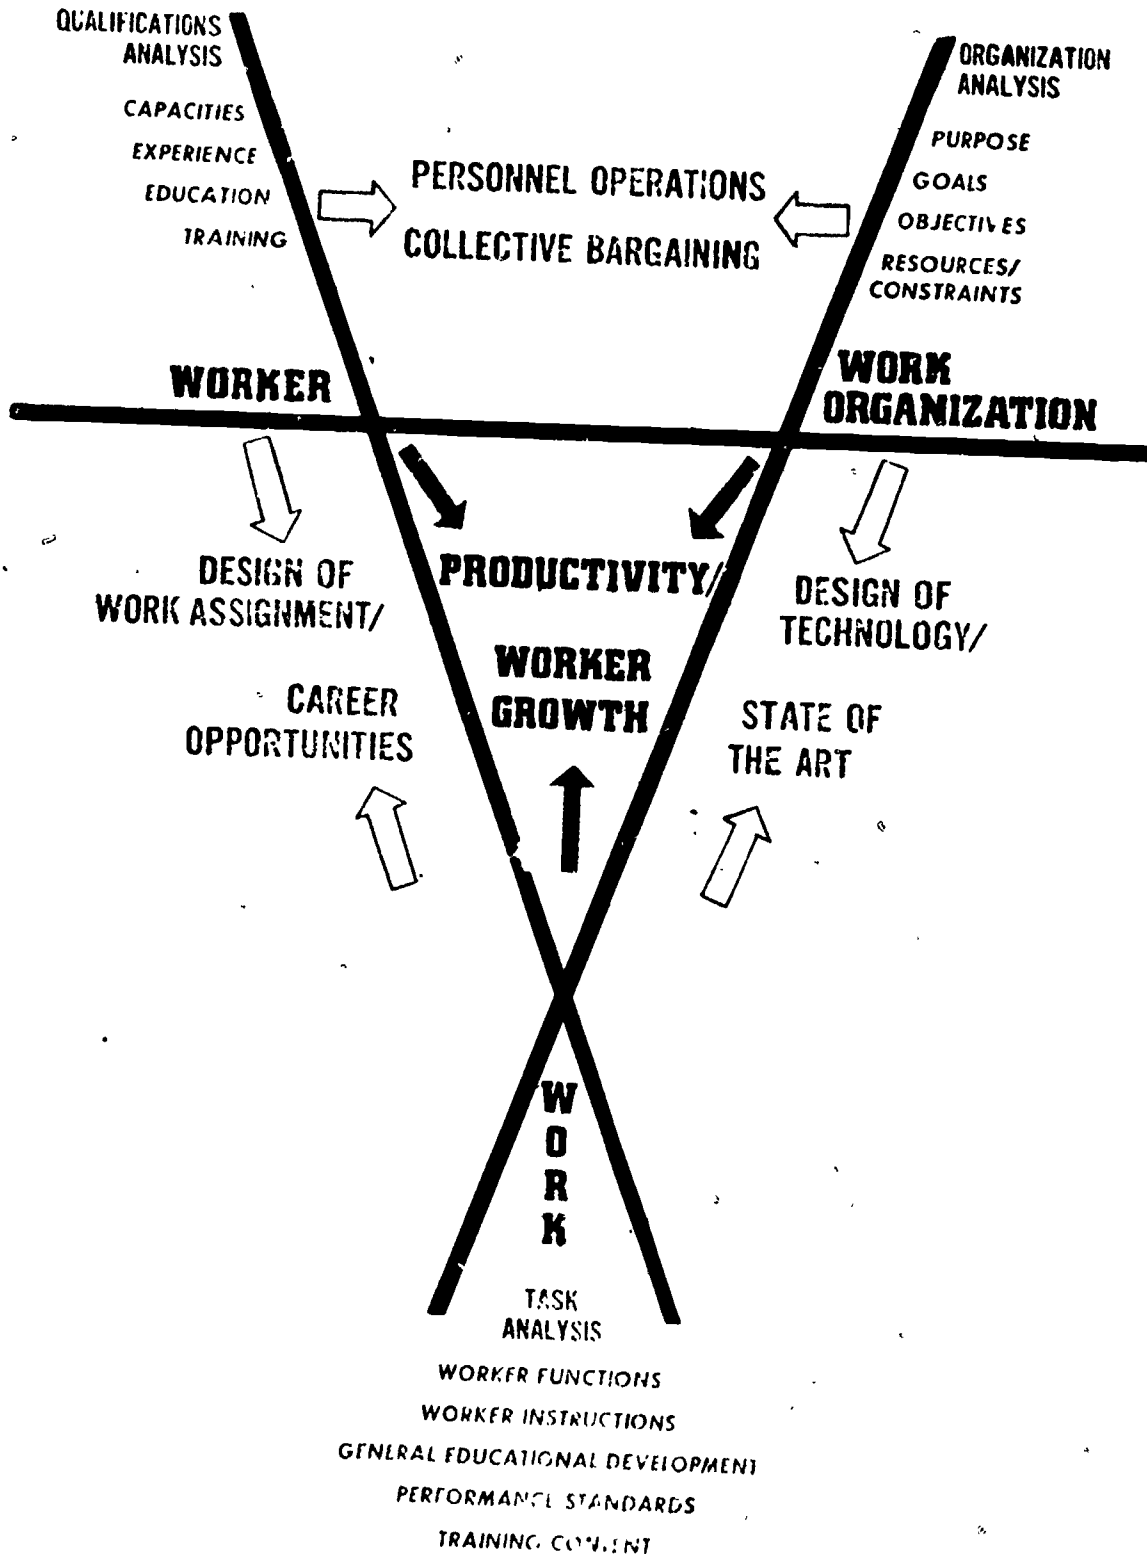 QUALIFICATIONS
ANALYSIS
CAPACITIES
EXPERIENCE
EDUCATION
TRAINING
ORGANIZATION
ANALYSIS
PURPOSE
GOALS
OBJECTIVES
RESOURCES/
CONSTRAINTS
PERSONNEL OPERATIONS
COLLECTIVE BARGAINING
WORKER
WORK
ORGANIZATION
DESIGN OF
WORK ASSIGNMENT/
CAREER
OPPORTUNITIES
PRODUCTIVITY/
WORKER
GROWTH
DESIGN OF
TECHNOLOGY/
STATE OF
THE ART
W
O
R
K
TASK
ANALYSIS
WORKER FUNCTIONS
WORKER INSTRUCTIONS
GENERAL EDUCATIONAL DEVELOPMENT
PERFORMANCE STANDARDS
TRAINING CONTENT